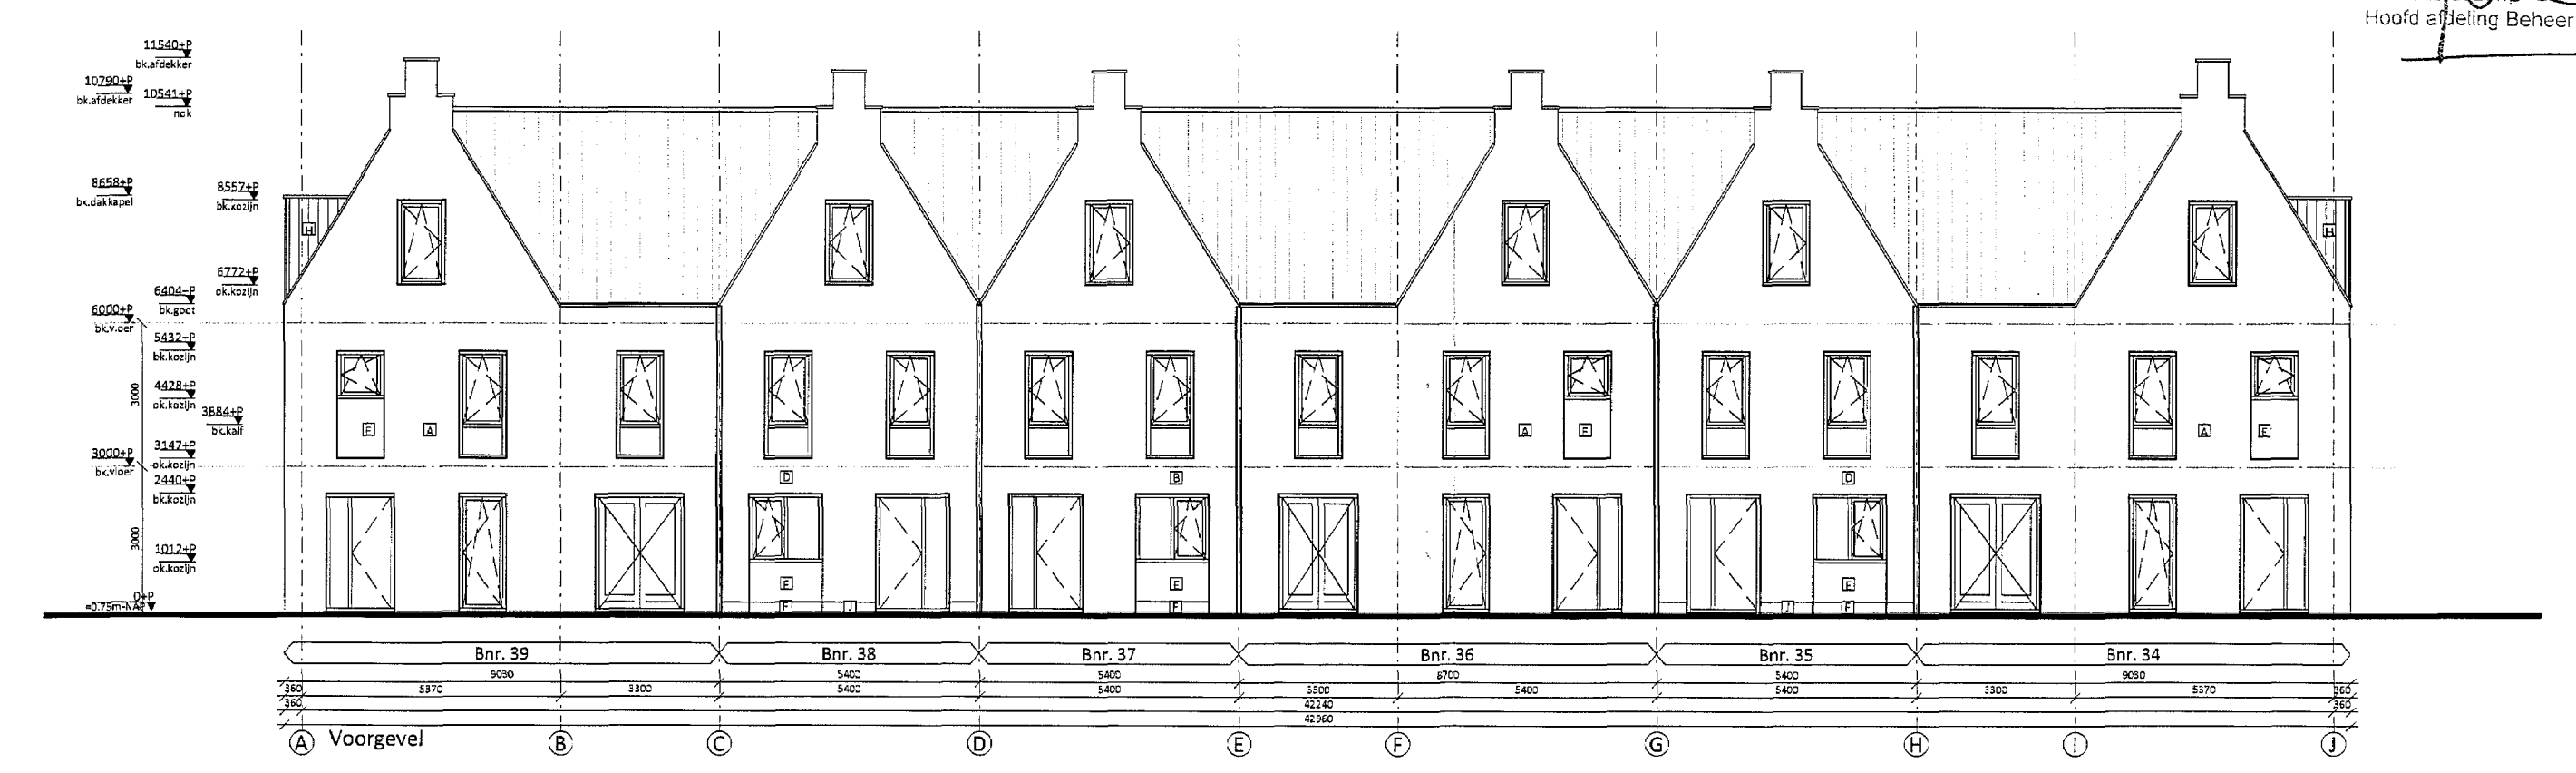 Hoofd afdeling Beheer
11540+P
bk.afdekker
10790+P
bk.afdekker
10541+P
nok
8658+P
bk.dakkapel
8557+P
bk.kozijn
H
H
6772+P
ok.kozijn
6404+P
bk.goot
6000+P
bk.vloer
5432+P
bk.kozijn
4428+P
ok.kozijn
3000
3884+P
bk.kalf
E
A
A
E
A
E
3147+P
ok.kozijn
3000+P
bk.vloer
2440+P
bk.kozijn
D
B
D
3000
1012+P
ok.kozijn
E
E
E
0+P
=0.75m-NAP
F
J
F
J
F
Bnr. 39
Bnr. 38
Bnr. 37
Bnr. 36
Bnr. 35
Bnr. 34
9030
5400
5400
8700
5400
9030
360
5370
3300
5400
5400
3300
5400
5400
3300
5370
360
360
42240
360
42960
A
Voorgevel
B
C
D
E
F
G
H
I
J